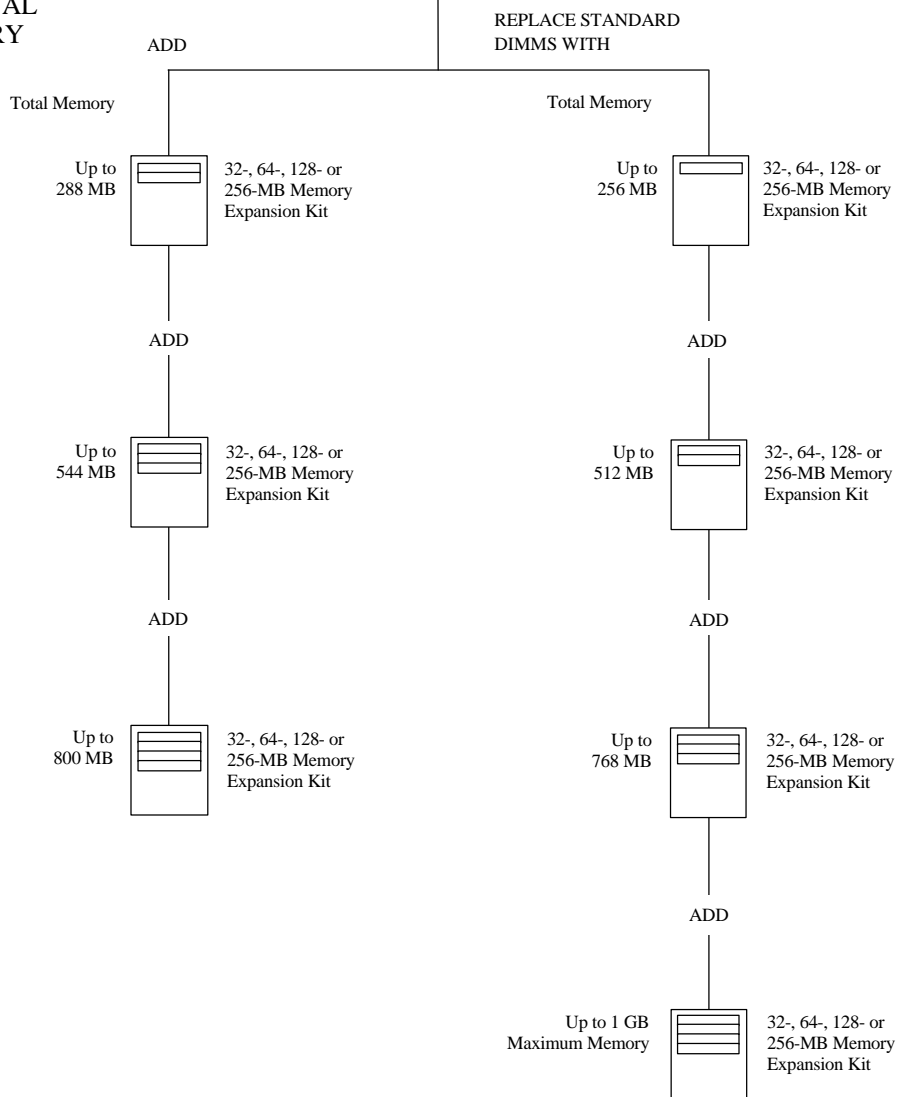 REPLACE STANDARD
DIMMS WITH
ADD
Total Memory
Total Memory
Up to
288 MB
32-, 64-, 128- or
256-MB Memory
Expansion Kit
Up to
256 MB
32-, 64-, 128- or
256-MB Memory
Expansion Kit
ADD
ADD
Up to
544 MB
32-, 64-, 128- or
256-MB Memory
Expansion Kit
Up to
512 MB
32-, 64-, 128- or
256-MB Memory
Expansion Kit
ADD
ADD
Up to
800 MB
32-, 64-, 128- or
256-MB Memory
Expansion Kit
Up to
768 MB
32-, 64-, 128- or
256-MB Memory
Expansion Kit
ADD
Up to 1 GB
Maximum Memory
32-, 64-, 128- or
256-MB Memory
Expansion Kit